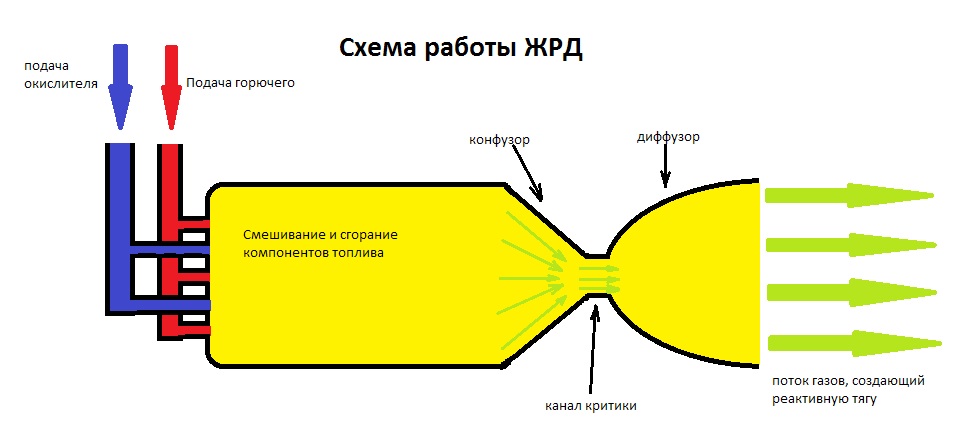 Схема работы ЖРД
подача
окислителя
Подача горючего
конфузор
диффузор
Смешивание и сгорание
компонентов топлива
канал критики
поток газов, создающий
реактивную тягу